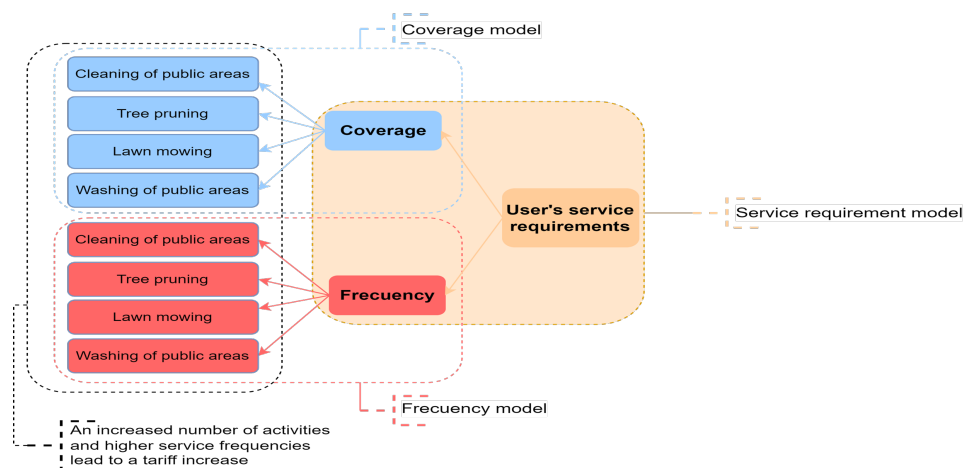 Coverage model
Cleaning of public areas
Tree pruning
Lawn mowing
Washing of public areas
Coverage
User's service
requirements
Service requirement model
Cleaning of public areas
Tree pruning
Lawn mowing
Washing of public areas
Frecuency
Frecuency model
An increased number of activities
and higher service frequencies
lead to a tariff increase